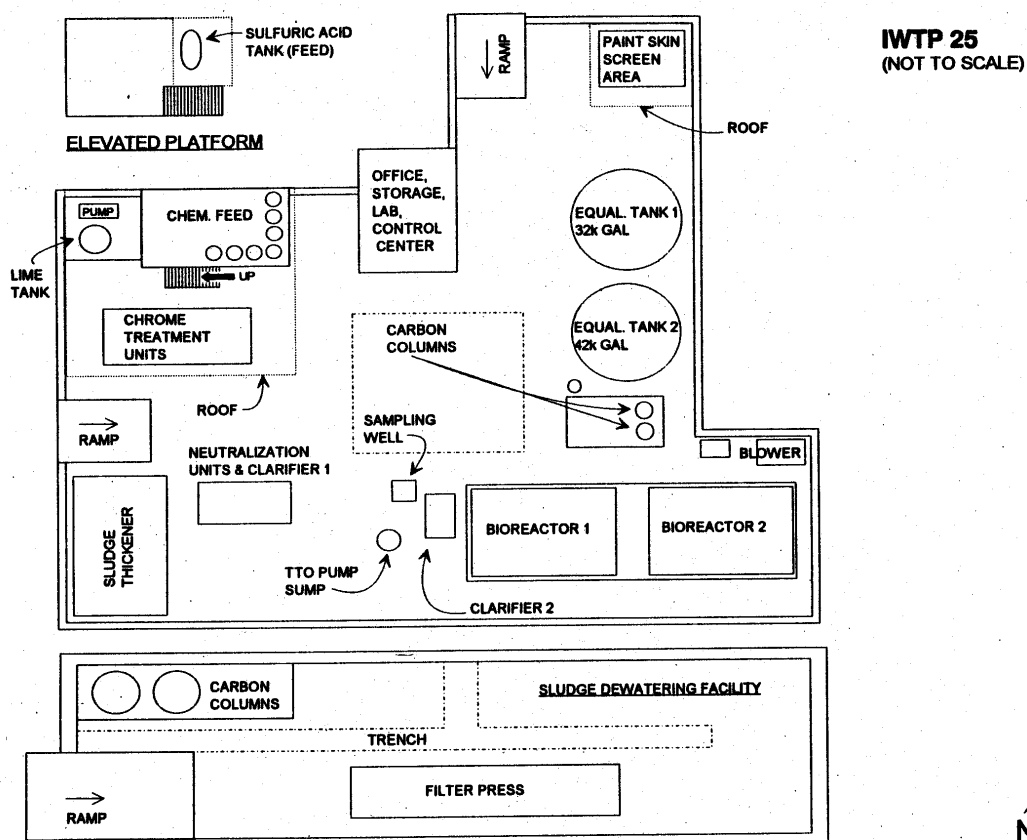 IWTP 25
(NOT TO SCALE)
SULFURIC ACID
TANK (FEED)
ELEVATED PLATFORM
RAMP
PAINT SKIN
SCREEN
AREA
ROOF
PUMP
CHEM. FEED
OFFICE,
STORAGE,
LAB,
CONTROL
CENTER
EQUAL. TANK 1
32k GAL
LIME
TANK
UP
CHROME
TREATMENT
UNITS
CARBON
COLUMNS
EQUAL. TANK 2
42k GAL
ROOF
RAMP
SAMPLING
WELL
NEUTRALIZATION
UNITS & CLARIFIER 1
BLOWER
SLUDGE
THICKENER
BIOREACTOR 1
BIOREACTOR 2
TTO PUMP
SUMP
CLARIFIER 2
CARBON
COLUMNS
SLUDGE DEWATERING FACILITY
TRENCH
FILTER PRESS
RAMP
N